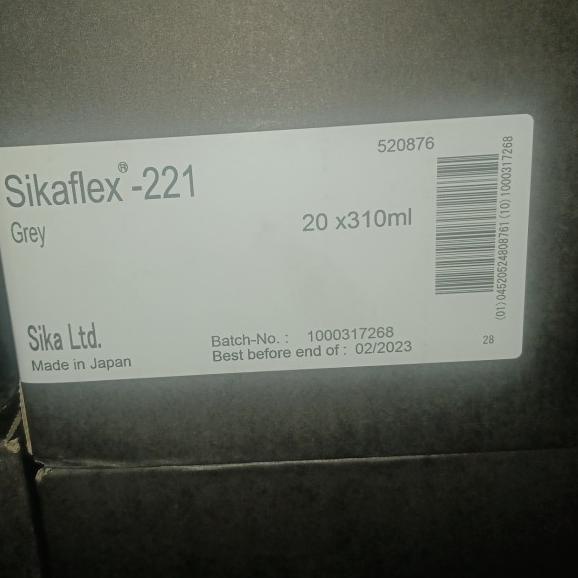 520876
Sikaflex®-221
Grey
20 x310ml
(01)04520524808761(10)1000317268
Sika Ltd.
Made in Japan
Batch-No. : 1000317268
Best before end of : 02/2023
28